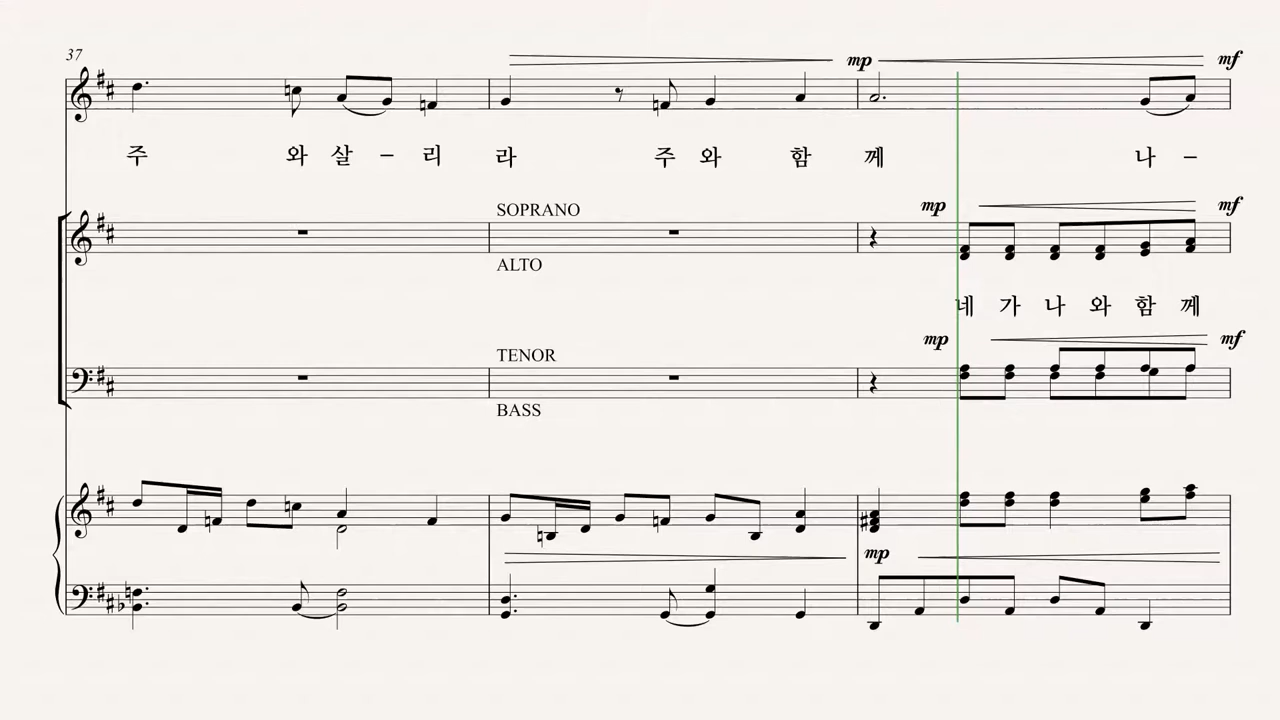 37
mp mf
주 와 살 – 리 라 주 와 함 께 나 –
SOPRANO
mp mf
ALTO
네 가 나 와 함 께
mp mf
TENOR
BASS
mp